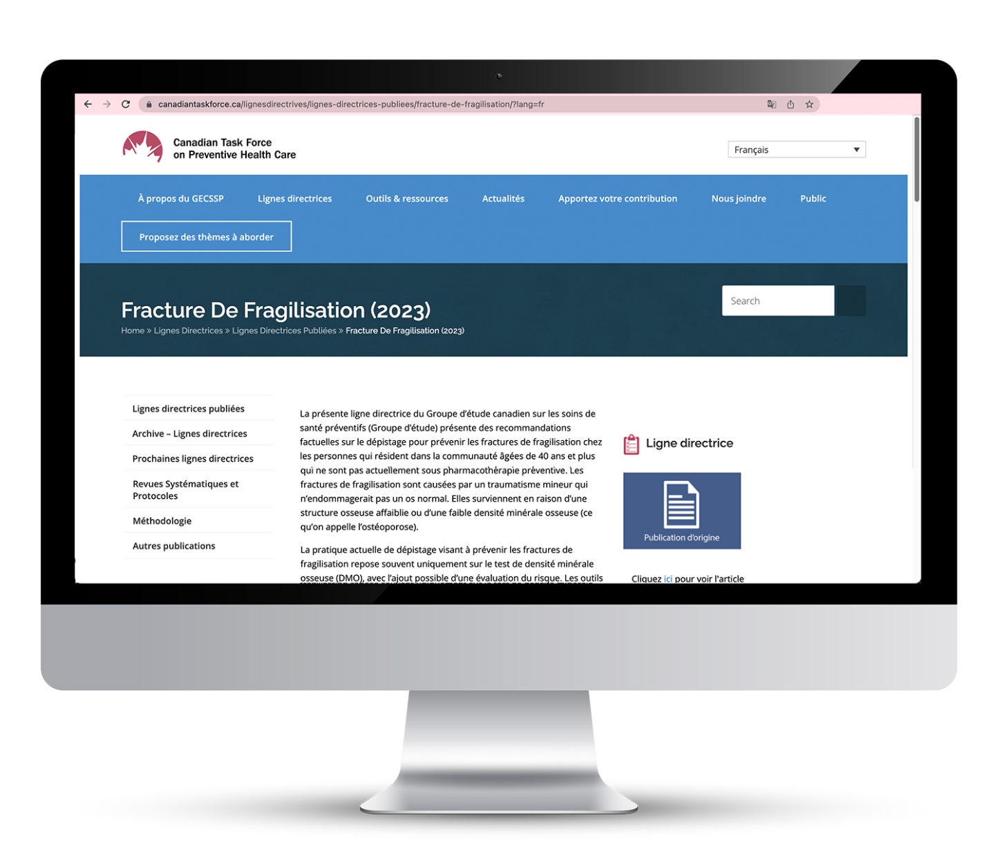 canadiantaskforce.ca/lignesdirectrives/lignes-directrices-publiees/fracture-de-fragilisation/?lang=fr
Canadian Task Force
on Preventive Health Care
Français
À propos du GECSSP
Lignes directrices
Outils & ressources
Actualités
Apportez votre contribution
Nous joindre
Public
Proposez des thèmes à aborder
Search
Fracture De Fragilisation (2023)
Home » Lignes Directrices » Lignes Directrices Publiées » Fracture De Fragilisation (2023)
Lignes directrices publiées
Archive – Lignes directrices
Prochaines lignes directrices
Revues Systématiques et
Protocoles
Méthodologie
Autres publications
La présente ligne directrice du Groupe d'étude canadien sur les soins de
santé préventifs (Groupe d'étude) présente des recommandations
factuelles sur le dépistage pour prévenir les fractures de fragilisation chez
les personnes qui résident dans la communauté âgées de 40 ans et plus
qui ne sont pas actuellement sous pharmacothérapie préventive. Les
fractures de fragilisation sont causées par un traumatisme mineur qui
n'endommagerait pas un os normal. Elles surviennent en raison d'une
structure osseuse affaiblie ou d'une faible densité minérale osseuse (ce
qu'on appelle l'ostéoporose).
La pratique actuelle de dépistage visant à prévenir les fractures de
fragilisation repose souvent uniquement sur le test de densité minérale
osseuse (DMO), avec l'ajout possible d'une évaluation du risque. Les outils
Ligne directrice
Publication d'origine
Cliquez ici pour voir l'article